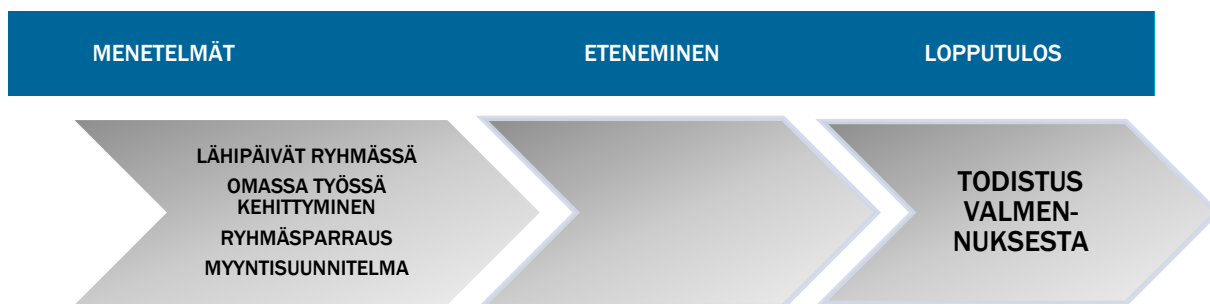 MENETELMÄT
ETENEMINEN
LOPPUTULOS
LÄHIPÄIVÄT RYHMÄSSÄ
OMASSA TYÖSSÄ
KEHITTYMINEN
RYHMÄSPARRAUS
MYYNTISUUNNITELMA
TODISTUS
VALMEN-
NUKSESTA